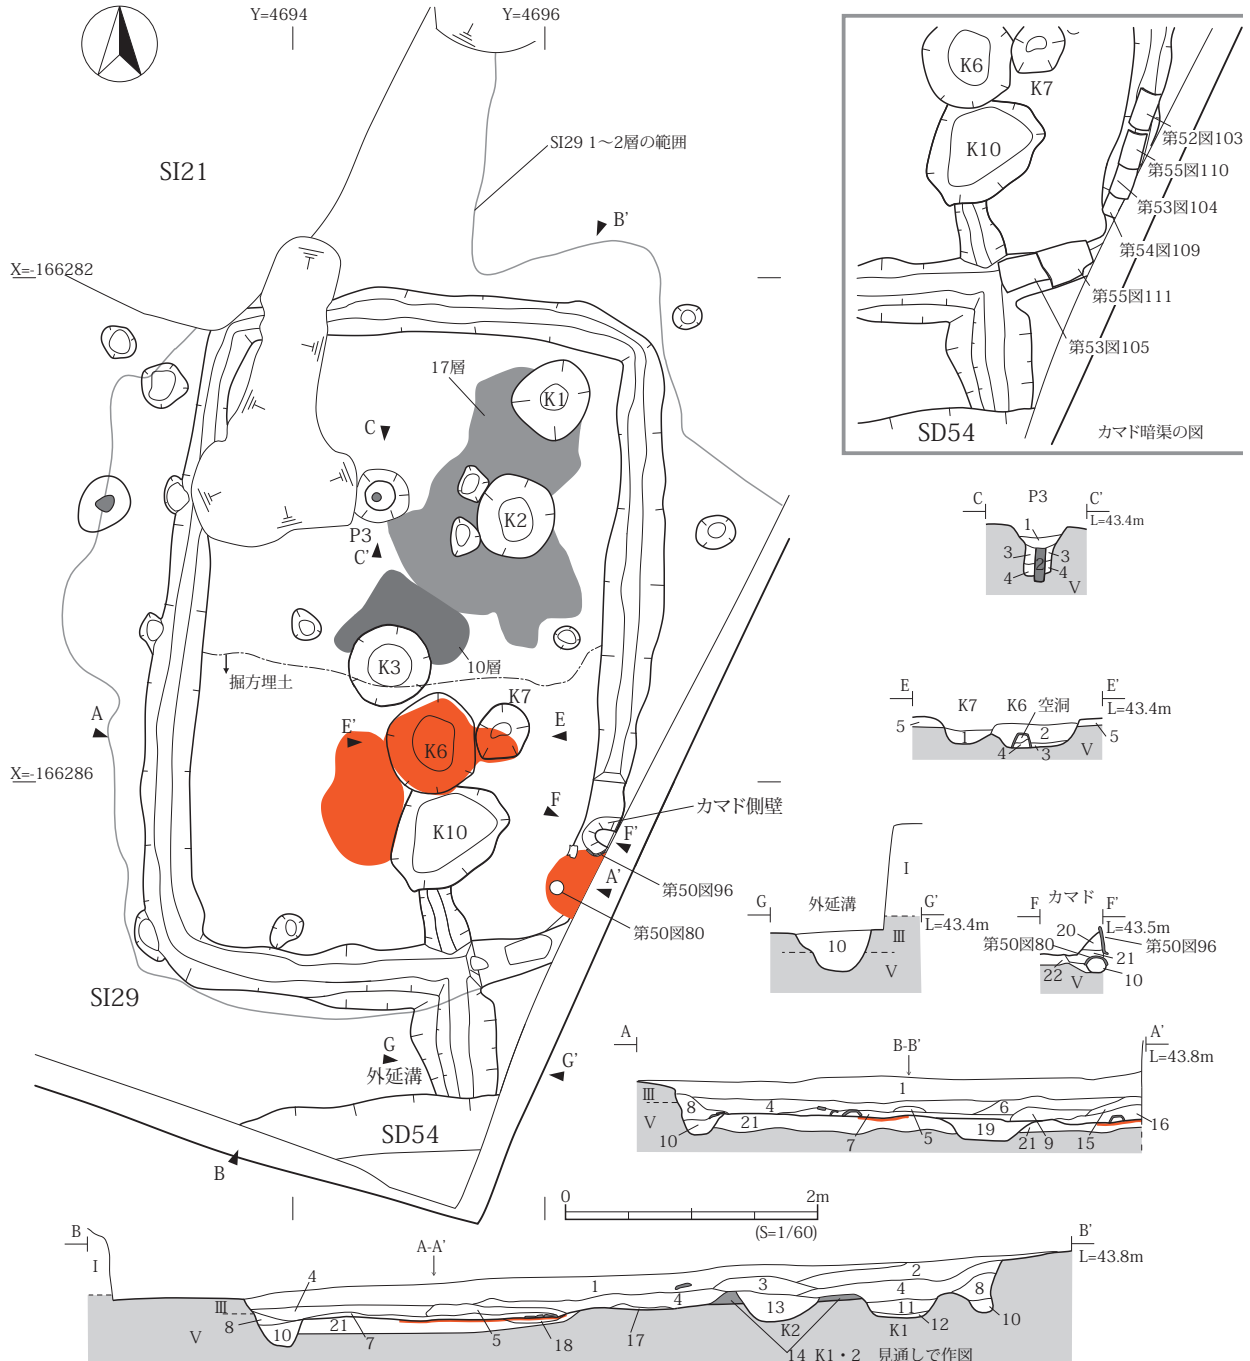 Y=4694
Y=4696
SI21
SI29 1～2層の範囲
B'
X=-166282
17層
K1
C
K2
P3
C'
K3
10層
掘方埋土
K7
A
E'
E
K6
X=-166286
F
カマド側壁
K10
F'
A'
第50図96
第50図80
SI29
G
G'
外延溝
SD54
B
0
2m
(S=1/60)
K6
K7
K10
第52図103
第55図110
第53図104
第54図109
第55図111
第53図105
SD54
カマド暗渠の図
C
P3
C'
L=43.4m
1
3
2
3
4
4
V
E
K7
K6
空洞
E'
L=43.4m
5
1
2
5
4
3
V
G
外延溝
I
G'
L=43.4m
10
III
V
F
カマド
F'
L=43.5m
20
第50図80
第50図96
21
22
10
V
A
B-B'
A'
L=43.8m
1
III
8
4
6
V
10
21
7
5
19
21
9
15
16
B
I
A-A'
B'
L=43.8m
4
1
3
2
III
4
4
8
8
V
10
21
7
5
18
17
13
K2
11
K1
12
10
14 K1・2 見通しで作図